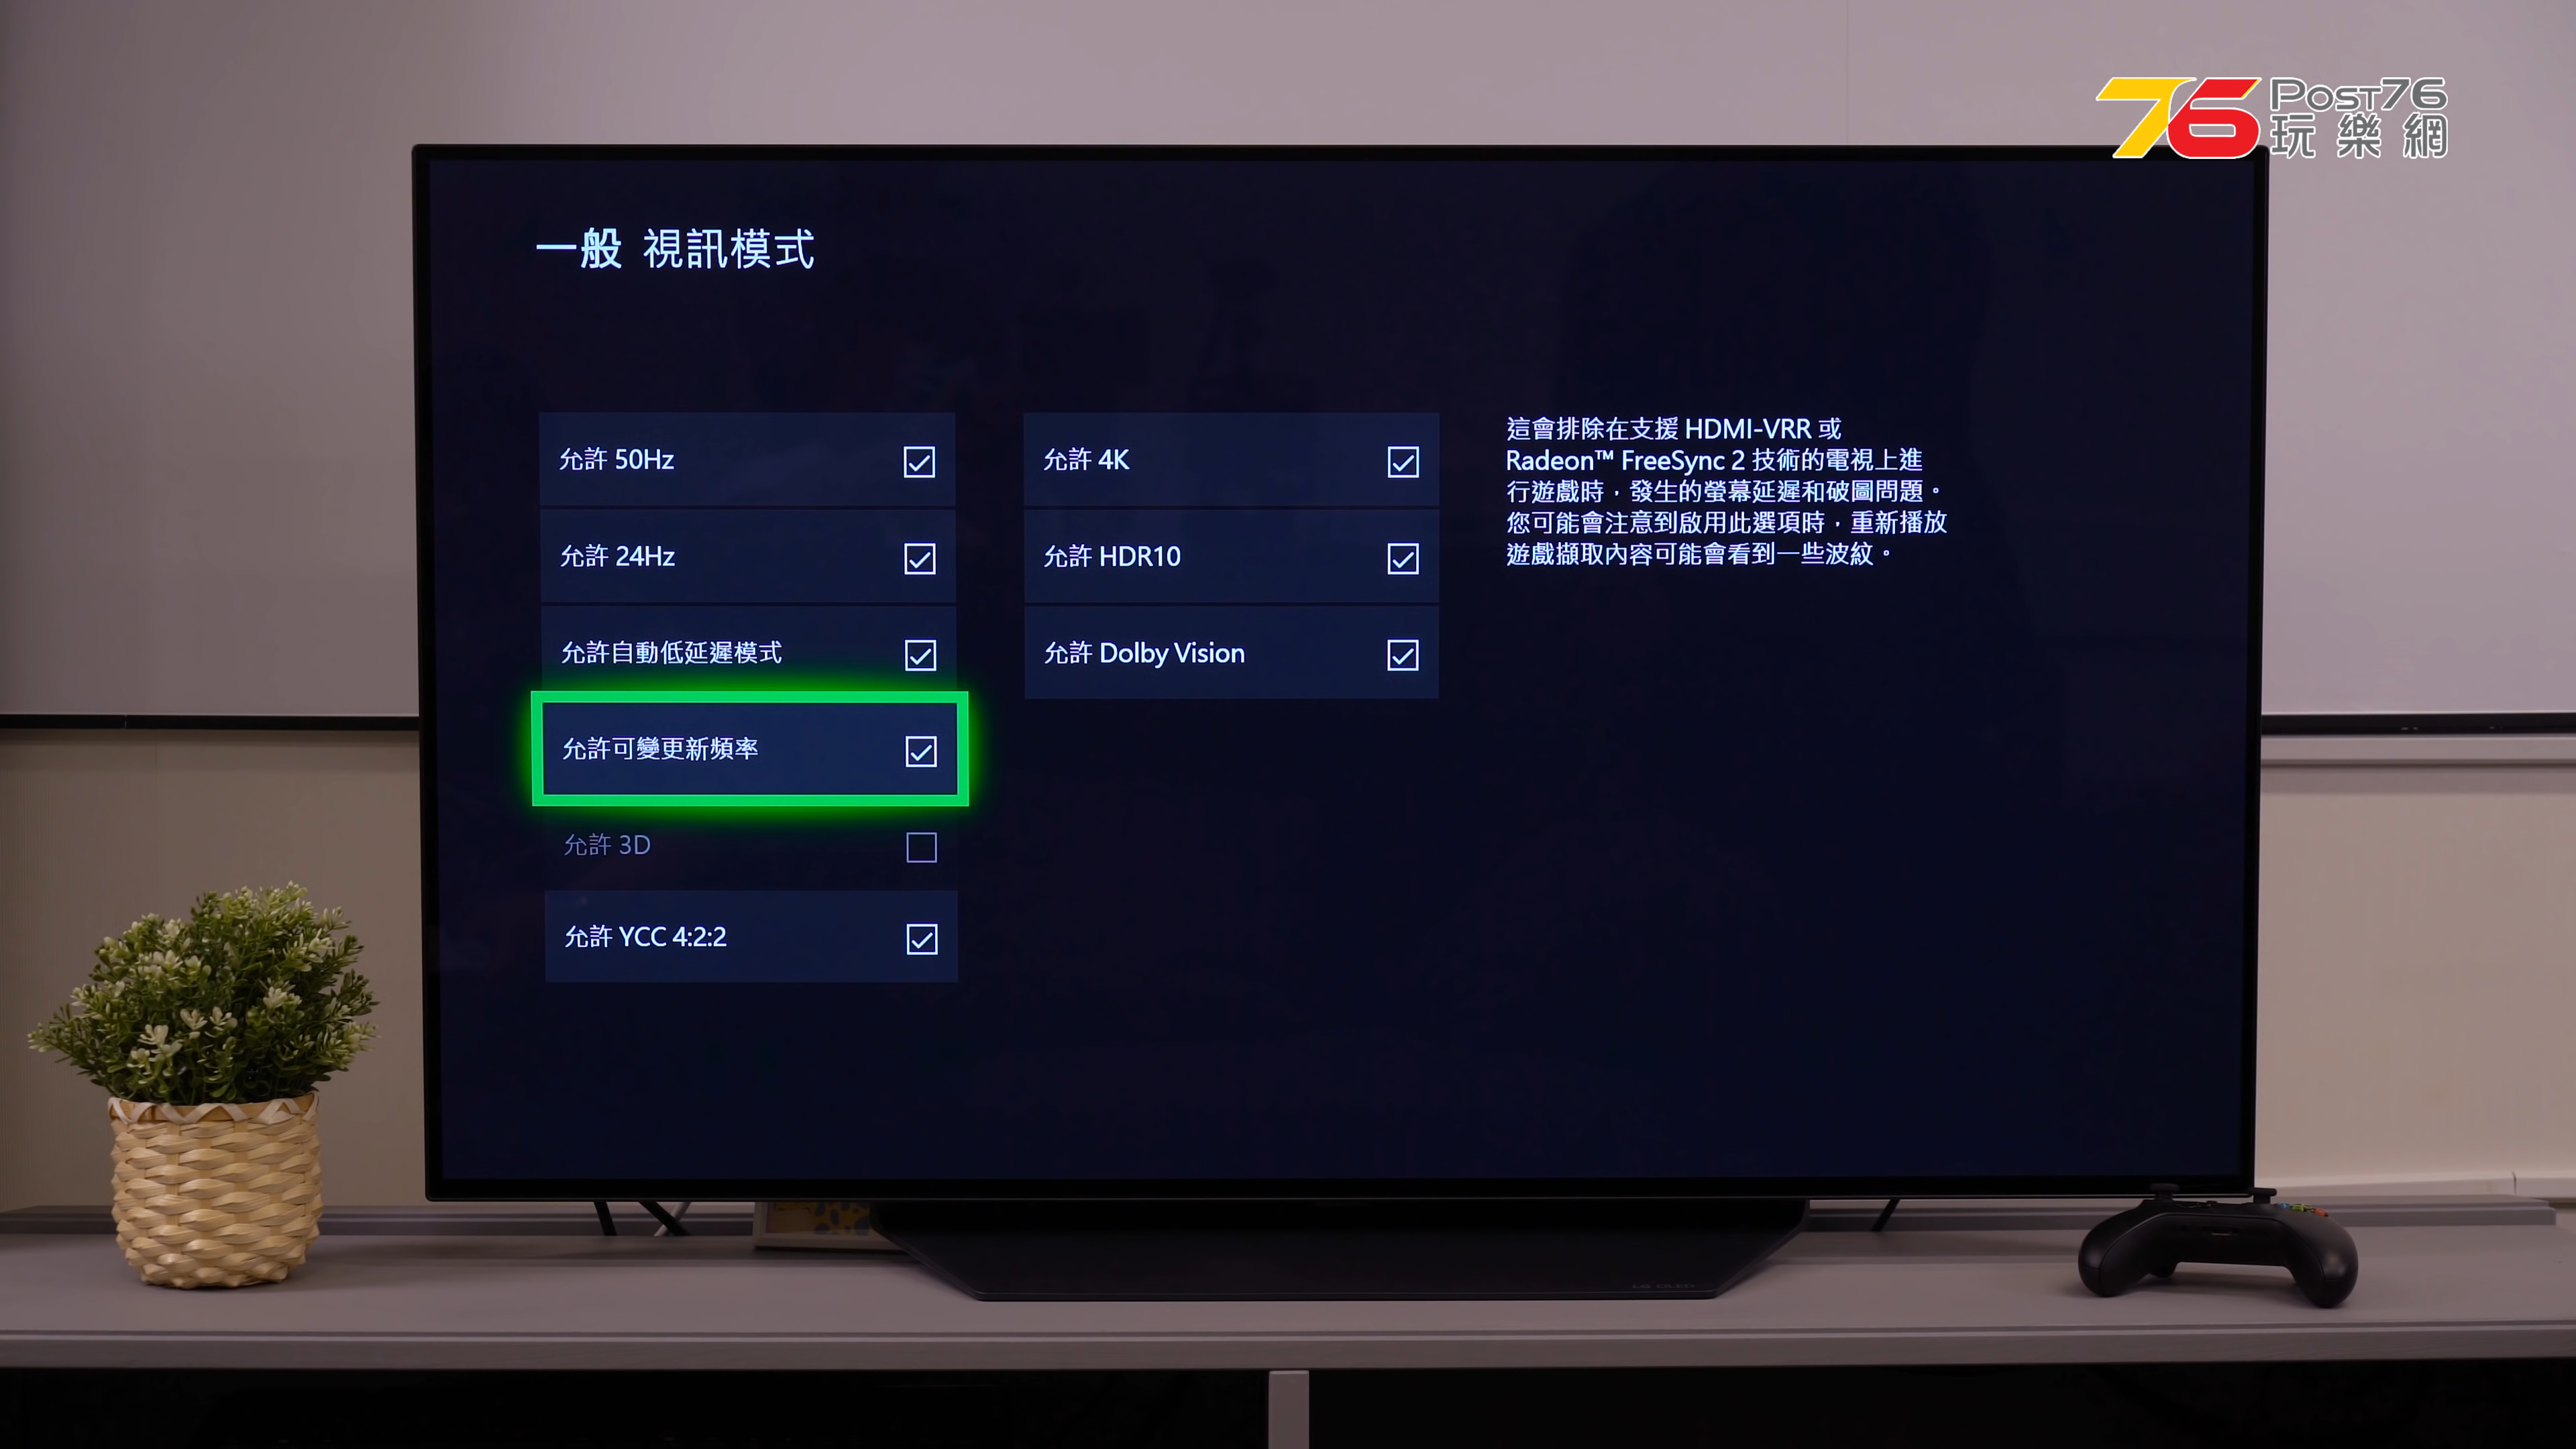 76 Post76
玩樂網
一般 視訊模式
允許 50Hz
允許 24Hz
允許自動低延遲模式
允許可變更新頻率
允許 3D
允許 YCC 4:2:2
允許 4K
允許 HDR10
允許 Dolby Vision
這會排除在支援 HDMI-VRR 或
Radeon™ FreeSync 2 技術的電視上進
行遊戲時，發生的螢幕延遲和破圖問題。
您可能會注意到啟用此選項時，重新播放
遊戲擷取內容可能會看到一些波紋。
LG OLED